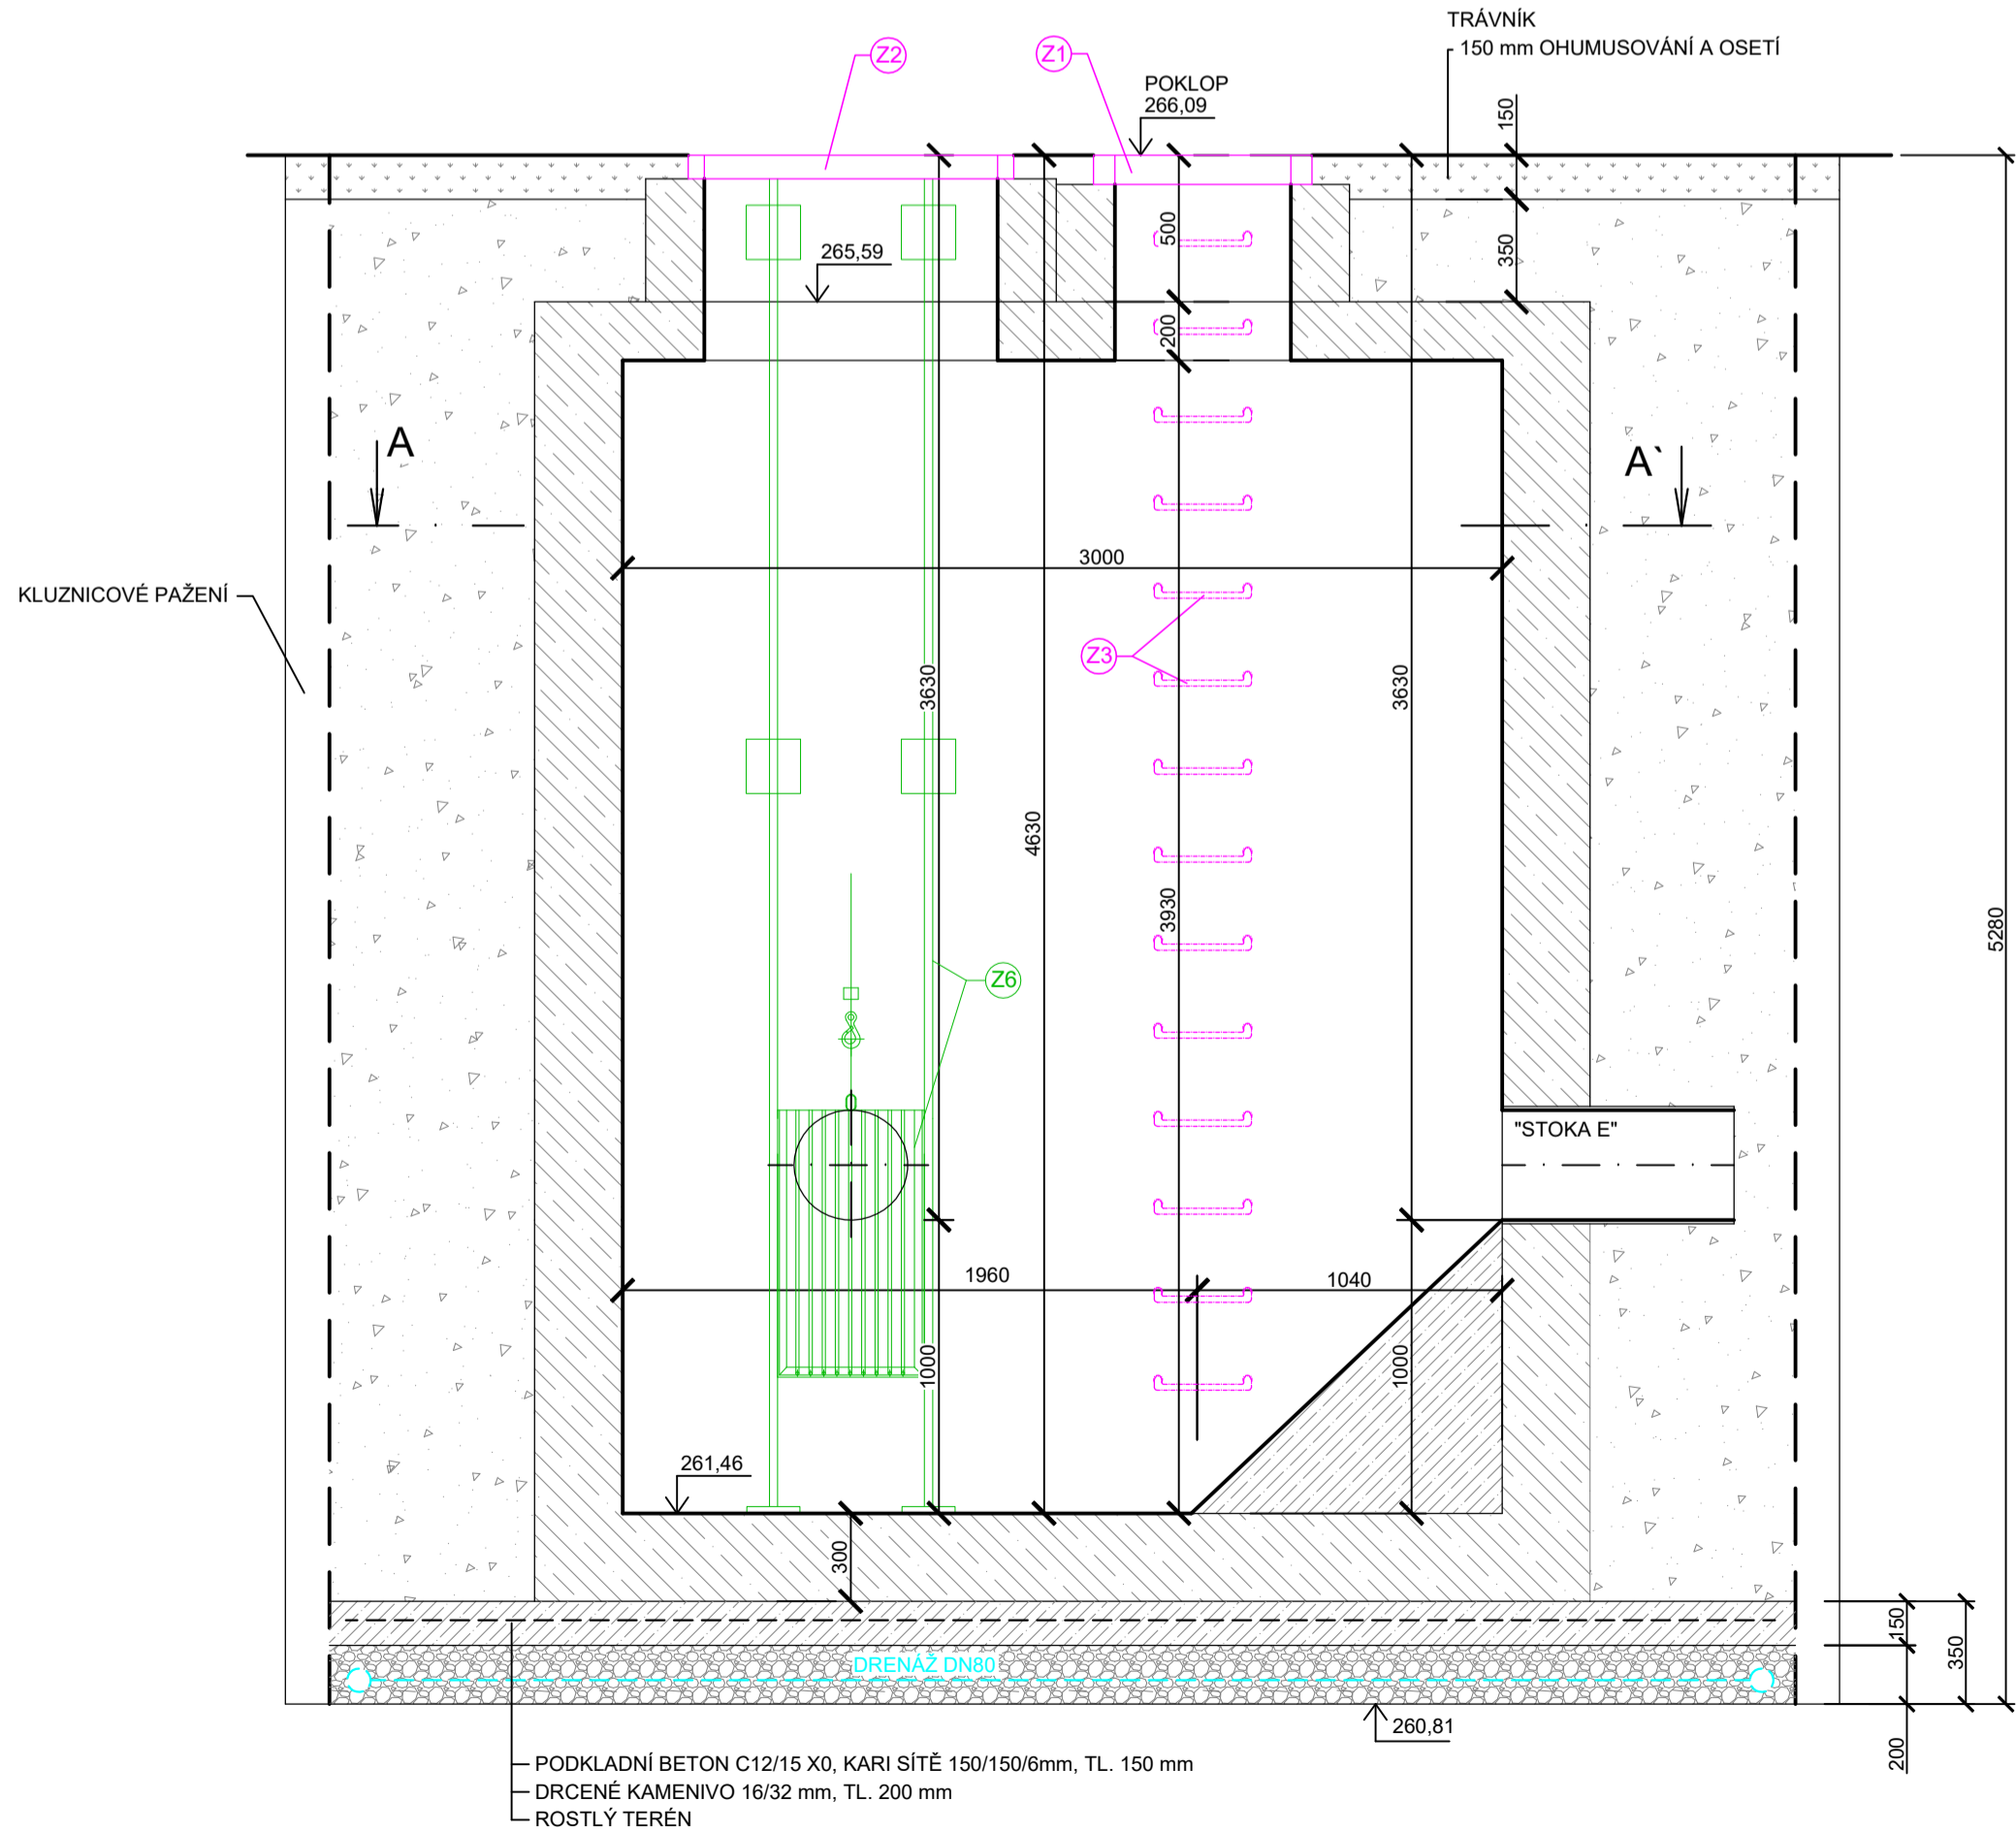 TRÁVNÍK
150 mm OHUMUSOVÁNÍ A OSETÍ
Z2
Z1
POKLOP
266,09
150
500
350
265,59
200
A
A`
3000
KLUZNICOVÉ PAŽENÍ
Z3
3630
3630
4630
3930
5280
Z6
"STOKA E"
1960
1040
1000
1000
261,46
300
150
350
DRENÁŽ DN80
260,81
200
PODKLADNÍ BETON C12/15 X0, KARI SÍTĚ 150/150/6mm, TL. 150 mm
DRCENÉ KAMENIVO 16/32 mm, TL. 200 mm
ROSTLÝ TERÉN